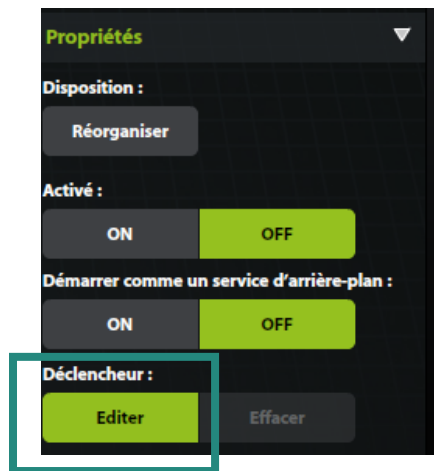 Propriétés
Disposition :
Réorganiser
Activé :
ON OFF
Démarrer comme un service d'arrière-plan :
ON OFF
Déclencheur :
Editer Effacer